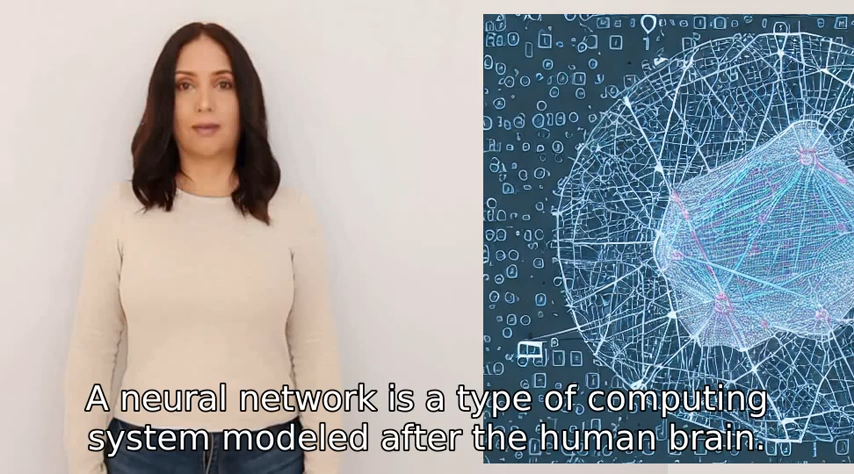 A neural network is a type of computing
system modeled after the human brain.